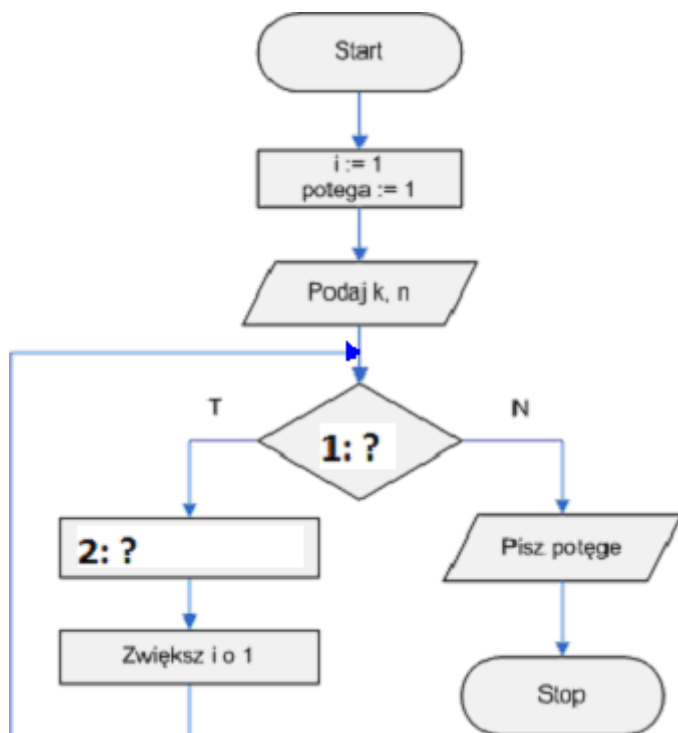 Start
i := 1
potega := 1
Podaj k, n
T
N
1: ?
2: ?
Pisz potęge
Zwiększ i o 1
Stop